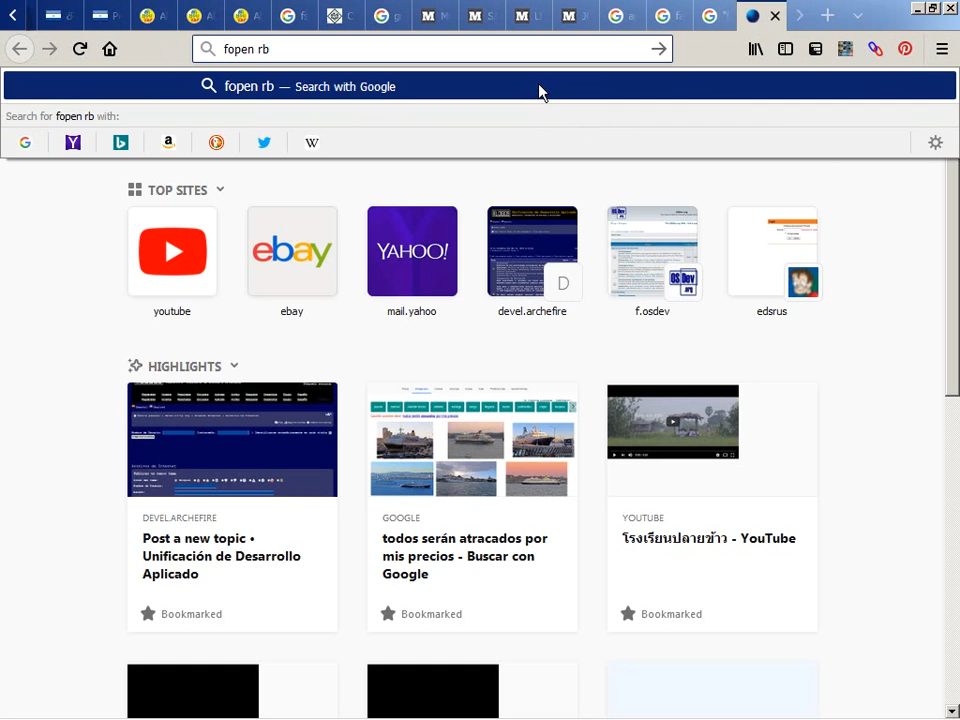 fopen rb
fopen rb — Search with Google
Search for fopen rb with:
TOP SITES
YAHOO!
ebay
D
OSDev.org
youtube
ebay
mail.yahoo
devel.archefire
f.osdev
edsrus
HIGHLIGHTS
DEVEL.ARCHEFIRE
Post a new topic •
Unificación de Desarrollo
Aplicado
Bookmarked
GOOGLE
todos serán atracados por
mis precios - Buscar con
Google
Bookmarked
YOUTUBE
โรงเรียนปลายข้าว - YouTube
Bookmarked